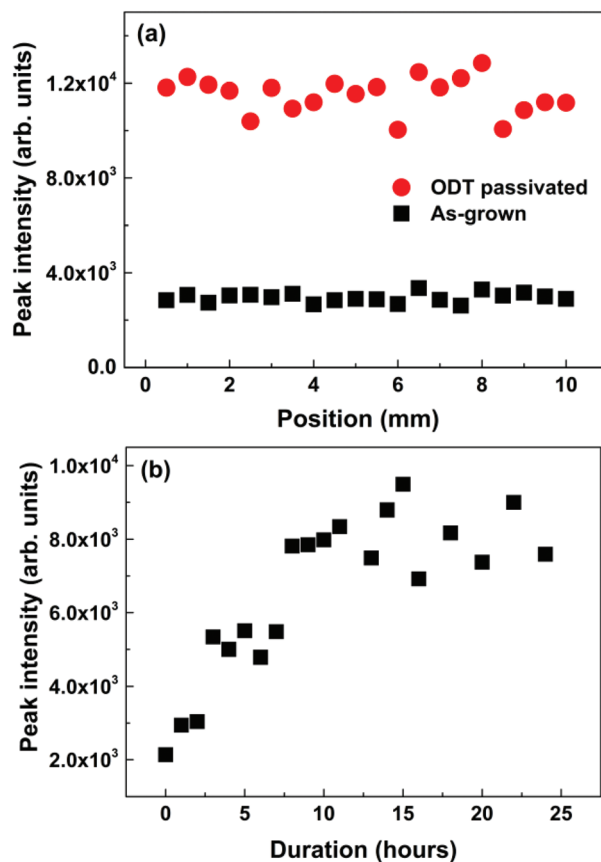 (a)
Peak intensity (arb. units)
1.2x10⁴
8.0x10³
4.0x10³
0.0
ODT passivated
As-grown
0 2 4 6 8 10
Position (mm)
(b)
Peak intensity (arb. units)
1.0x10⁴
8.0x10³
6.0x10³
4.0x10³
2.0x10³
0 5 10 15 20 25
Duration (hours)